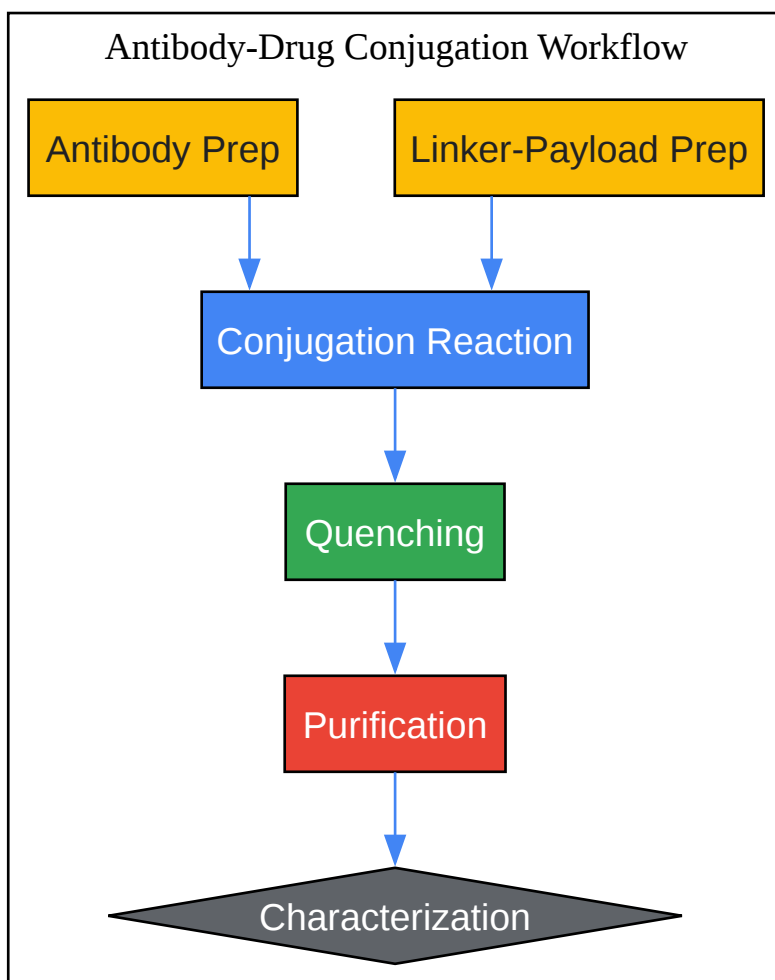 Antibody-Drug Conjugation Workflow
Antibody Prep
Linker-Payload Prep
Conjugation Reaction
Quenching
Purification
Characterization